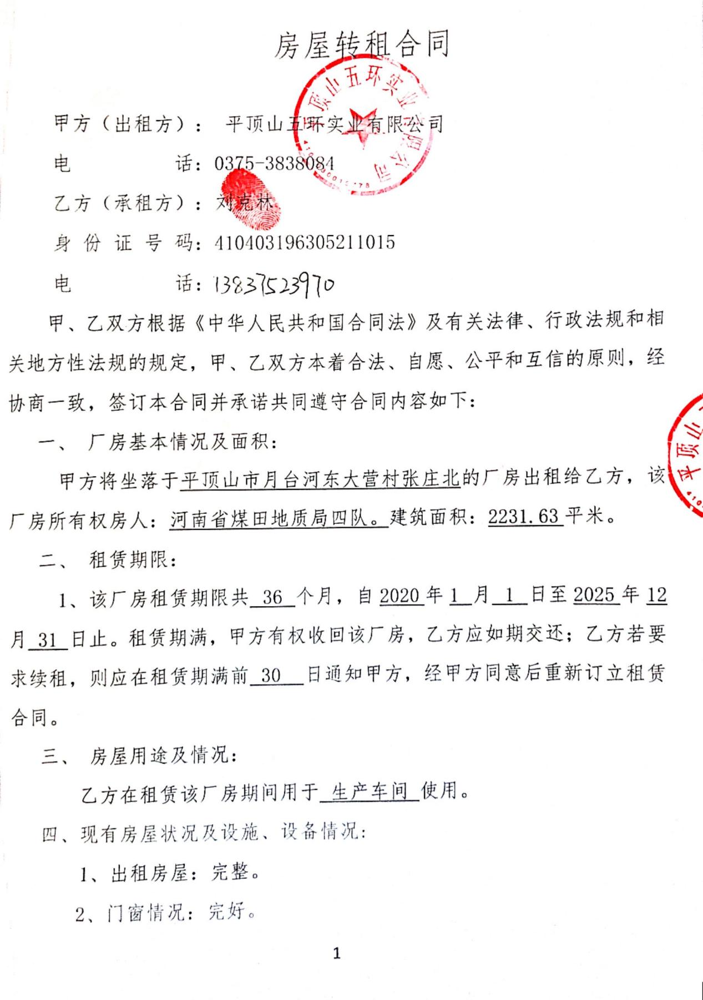 房屋转租合同
平顶山五环实业有限公司
甲方（出租方）： 平顶山五环实业有限公司
电 话：0375-3838084
乙方（承租方）：刘克林
身份证号码：410403196305211015
电 话：13837523970
甲、乙双方根据《中华人民共和国合同法》及有关法律、行政法规和相
关地方性法规的规定，甲、乙双方本着合法、自愿、公平和互信的原则，经
协商一致，签订本合同并承诺共同遵守合同内容如下：
一、 厂房基本情况及面积：
甲方将坐落于平顶山市月台河东大营村张庄北的厂房出租给乙方，该
厂房所有权房人：河南省煤田地质局四队。建筑面积：2231.63平米。
平顶山
二、 租赁期限：
1、该厂房租赁期限共 36 个月，自2020年1 月 1 日至2025年12
月 31 日止。租赁期满，甲方有权收回该厂房，乙方应如期交还；乙方若要
求续租，则应在租赁期满前 30 日通知甲方，经甲方同意后重新订立租赁
合同。
三、 房屋用途及情况：
乙方在租赁该厂房期间用于 生产车间 使用。
四、现有房屋状况及设施、设备情况：
1、出租房屋：完整。
2、门窗情况：完好。
1